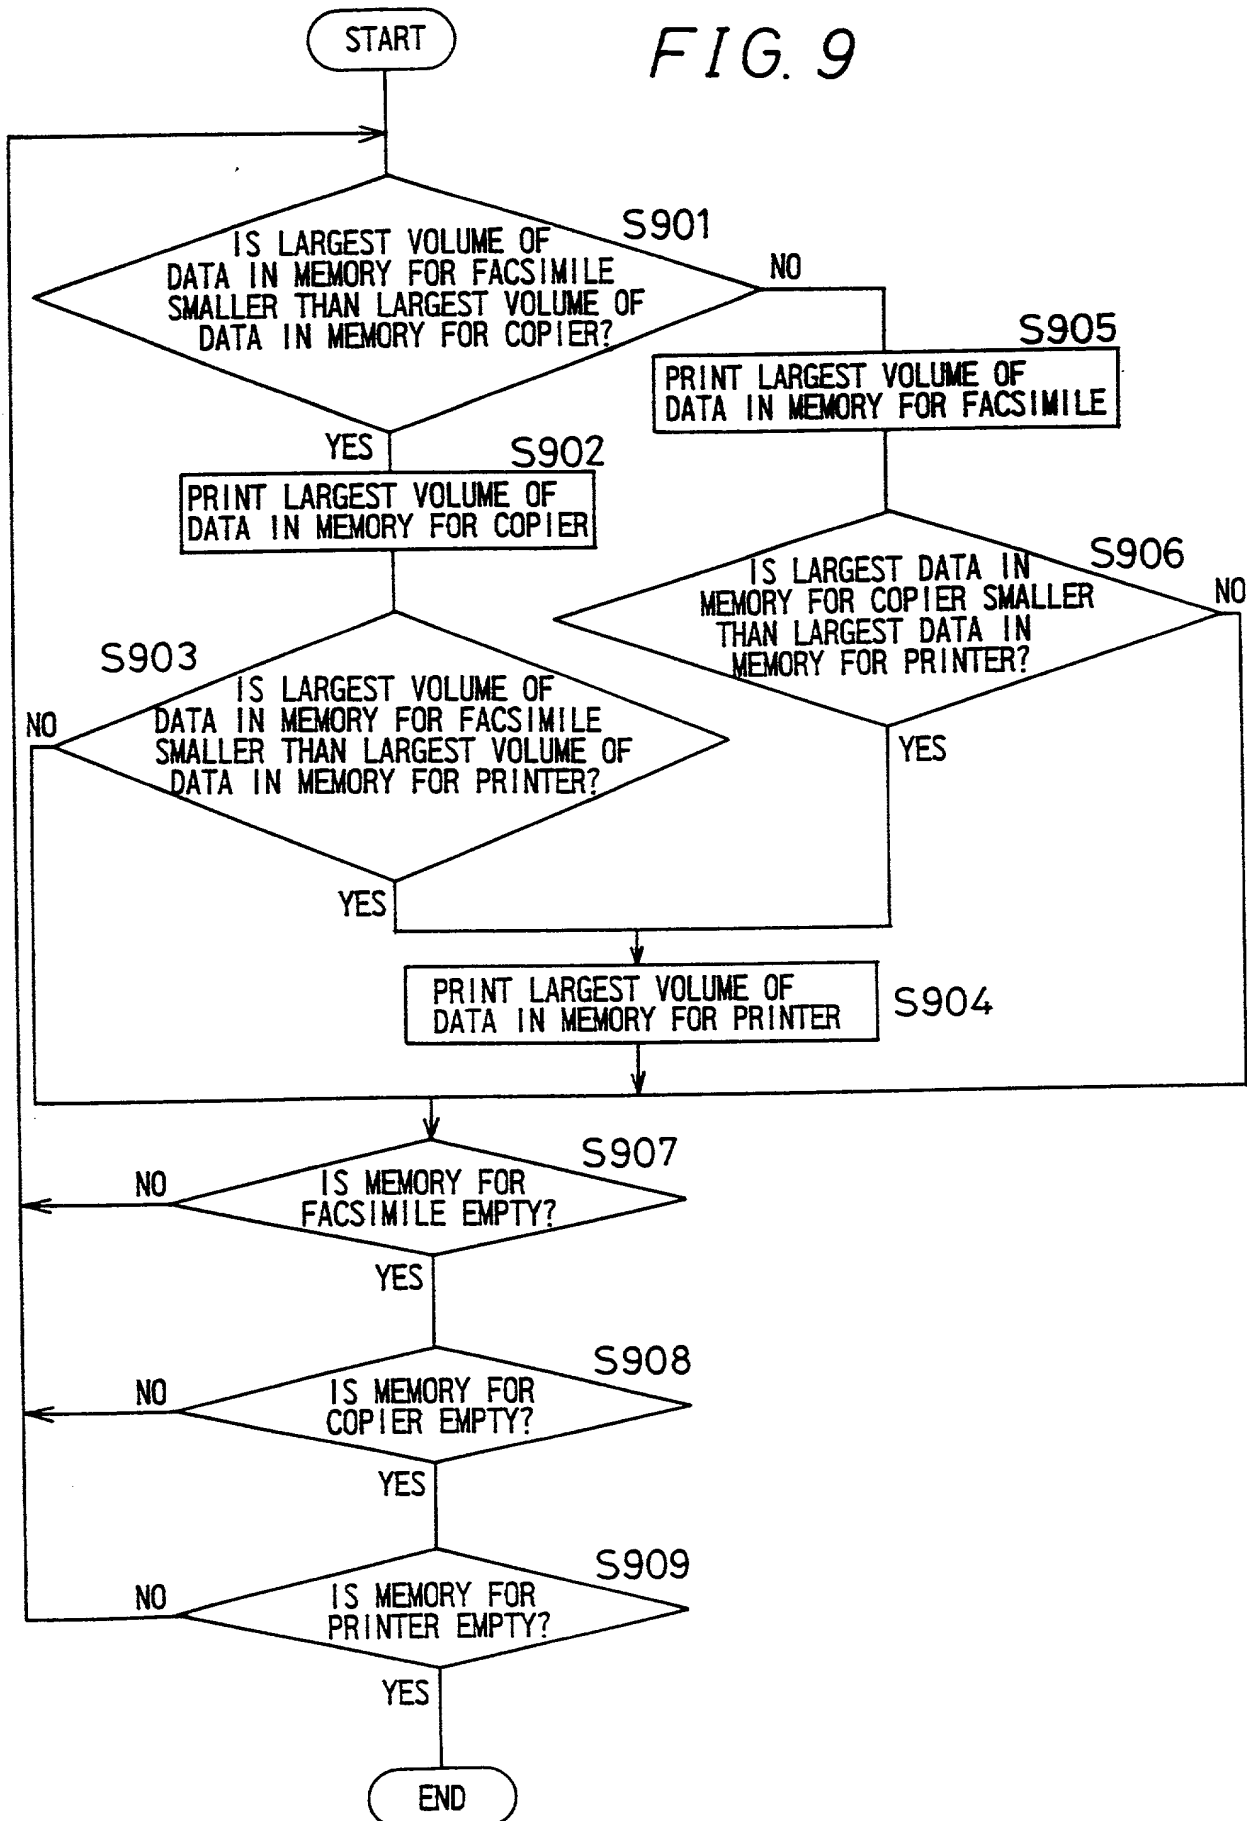 START
FIG. 9
S901
IS LARGEST VOLUME OF
DATA IN MEMORY FOR FACSIMILE
SMALLER THAN LARGEST VOLUME OF
DATA IN MEMORY FOR COPIER?
NO
YES
S905
PRINT LARGEST VOLUME OF
DATA IN MEMORY FOR FACSIMILE
S902
PRINT LARGEST VOLUME OF
DATA IN MEMORY FOR COPIER
S906
IS LARGEST DATA IN
MEMORY FOR COPIER SMALLER
THAN LARGEST DATA IN
MEMORY FOR PRINTER?
NO
YES
S903
IS LARGEST VOLUME OF
DATA IN MEMORY FOR FACSIMILE
SMALLER THAN LARGEST VOLUME OF
DATA IN MEMORY FOR PRINTER?
NO
YES
PRINT LARGEST VOLUME OF
DATA IN MEMORY FOR PRINTER
S904
S907
IS MEMORY FOR
FACSIMILE EMPTY?
NO
YES
S908
IS MEMORY FOR
COPIER EMPTY?
NO
YES
S909
IS MEMORY FOR
PRINTER EMPTY?
NO
YES
END